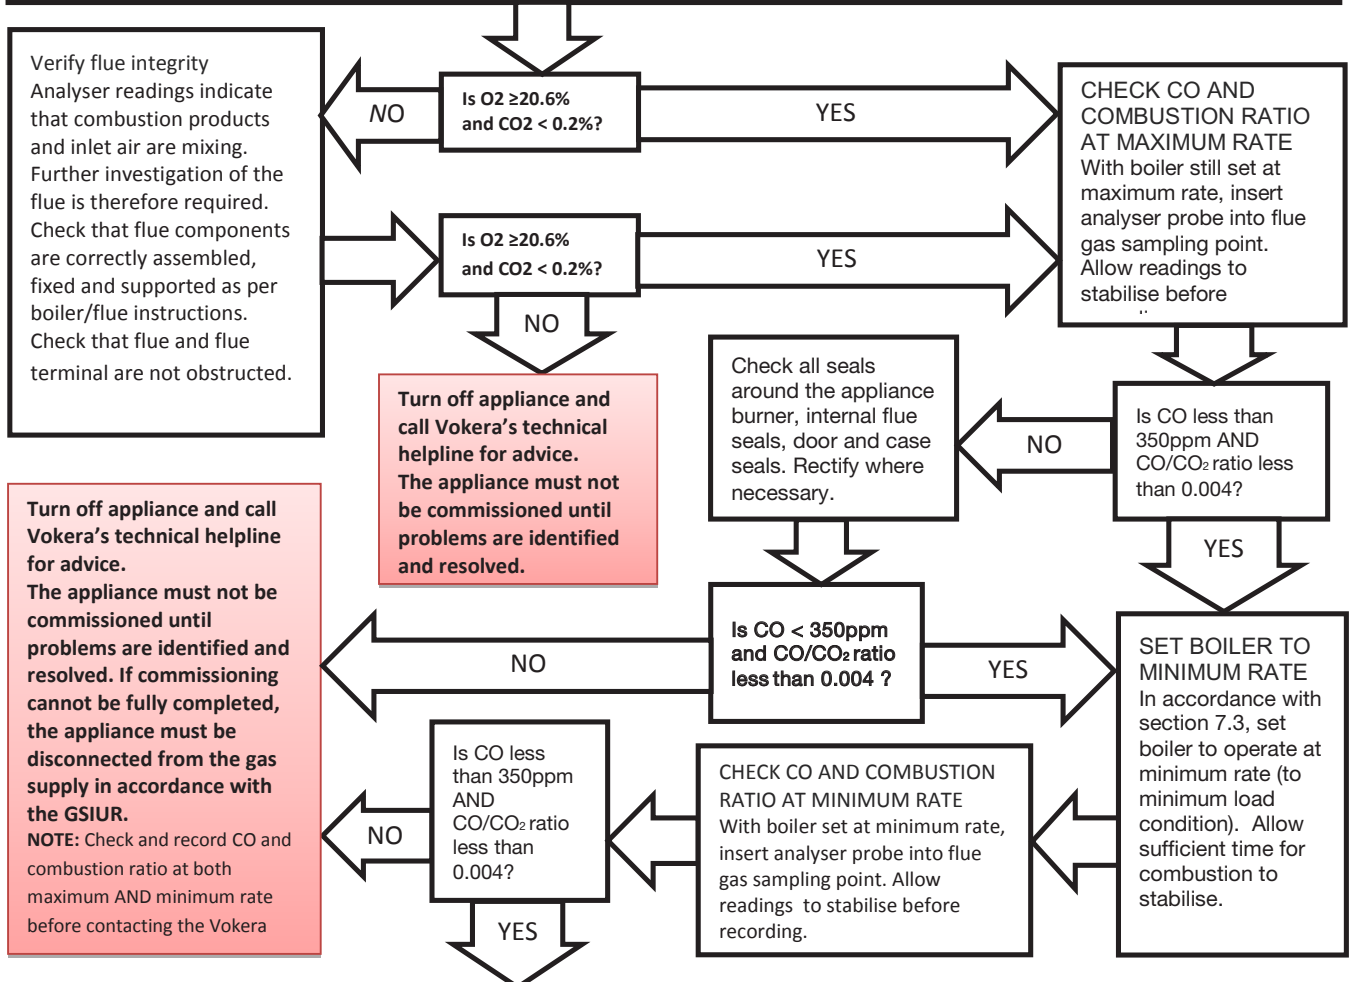 Verify flue integrity
Analyser readings indicate
that combustion products
and inlet air are mixing.
Further investigation of the
flue is therefore required.
Check that flue components
are correctly assembled,
fixed and supported as per
boiler/flue instructions.
Check that flue and flue
terminal are not obstructed.
NO
Is O2 ≥20.6%
and CO2 < 0.2%?
YES
CHECK CO AND
COMBUSTION RATIO
AT MAXIMUM RATE
With boiler still set at
maximum rate, insert
analyser probe into flue
gas sampling point.
Allow readings to
stabilise before
Is O2 ≥20.6%
and CO2 < 0.2%?
YES
NO
Turn off appliance and
call Vokera’s technical
helpline for advice.
The appliance must not
be commissioned until
problems are identified
and resolved.
Check all seals
around the appliance
burner, internal flue
seals, door and case
seals. Rectify where
necessary.
NO
Is CO less than
350ppm AND
CO/CO₂ ratio less
than 0.004?
YES
Turn off appliance and call
Vokera’s technical helpline
for advice.
The appliance must not be
commissioned until
problems are identified and
resolved. If commissioning
cannot be fully completed,
the appliance must be
disconnected from the gas
supply in accordance with
the GSIUR.
NOTE: Check and record CO and
combustion ratio at both
maximum AND minimum rate
before contacting the Vokera
NO
Is CO < 350ppm
and CO/CO₂ ratio
less than 0.004 ?
YES
SET BOILER TO
MINIMUM RATE
In accordance with
section 7.3, set
boiler to operate at
minimum rate (to
minimum load
condition). Allow
sufficient time for
combustion to
stabilise.
NO
Is CO less
than 350ppm
AND
CO/CO₂ ratio
less than
0.004?
CHECK CO AND COMBUSTION
RATIO AT MINIMUM RATE
With boiler set at minimum rate,
insert analyser probe into flue
gas sampling point. Allow
readings to stabilise before
recording.
YES